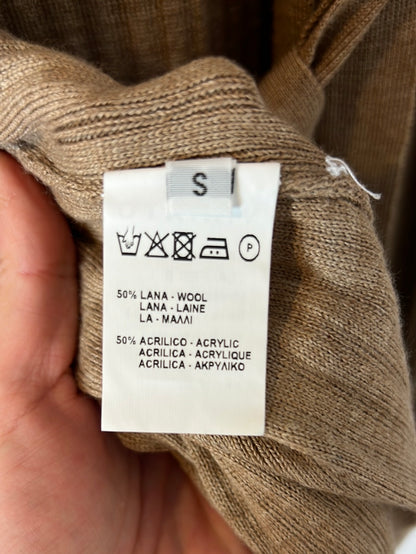 S
P
50% LANA - WOOL
LANA - LAINE
LA - ΜΑΛΛΙ
50% ACRILICO - ACRYLIC
ACRILICA - ACRYLIQUE
ACRILICA - ΑΚΡΥΛΙΚΟ